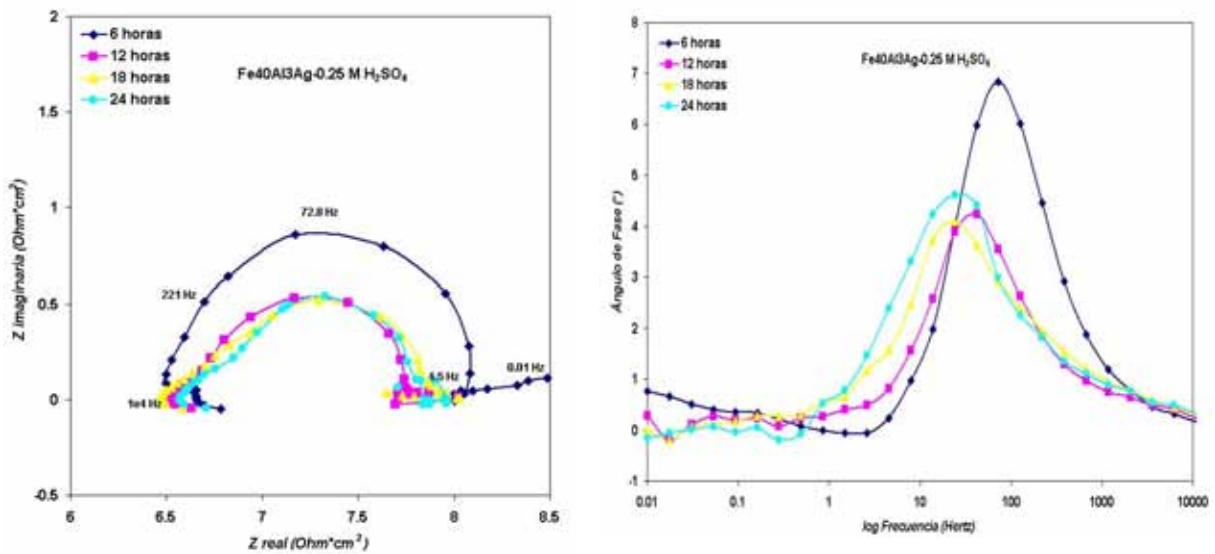 2
1.5
1
0.5
0
-0.5
6
6.5
7
7.5
8
8.5
Z imaginaria (Ohm*cm²)
Z real (Ohm*cm²)
6 horas
12 horas
18 horas
24 horas
Fe40Al3Ag-0.25 M H₂SO₄
72.8 Hz
221 Hz
1e4 Hz
0.01 Hz
8
7
6
5
4
3
2
1
0
-1
0.01
0.1
1
10
100
1000
10000
Angulo de Fase (°)
log Frecuencia (Hertz)
6 horas
12 horas
18 horas
24 horas
Fe40Al3Ag-0.25 M H₂SO₄